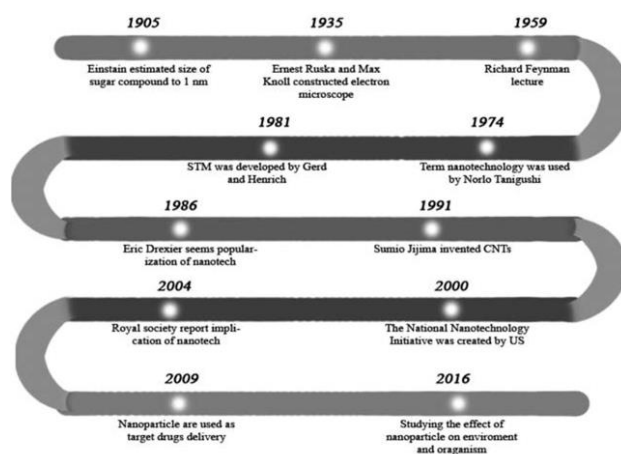 1905
1935
1959
Einstain estimated size of
sugar compound to 1 nm
Ernest Ruska and Max
Knoll constructed electron
microscope
Richard Feynman
lecture
1981
1974
STM was developed by Gerd
and Henrich
Term nanotechnology was used
by Norlo Tanigushi
1986
1991
Eric Drexier seems popular-
ization of nanotech
Sumio Jijima invented CNTs
2004
2000
Royal society report impli-
cation of nanotech
The National Nanotechnology
Initiative was created by US
2009
2016
Nanoparticle are used as
target drugs delivery
Studying the effect of
nanoparticle on enviroment
and oraganism